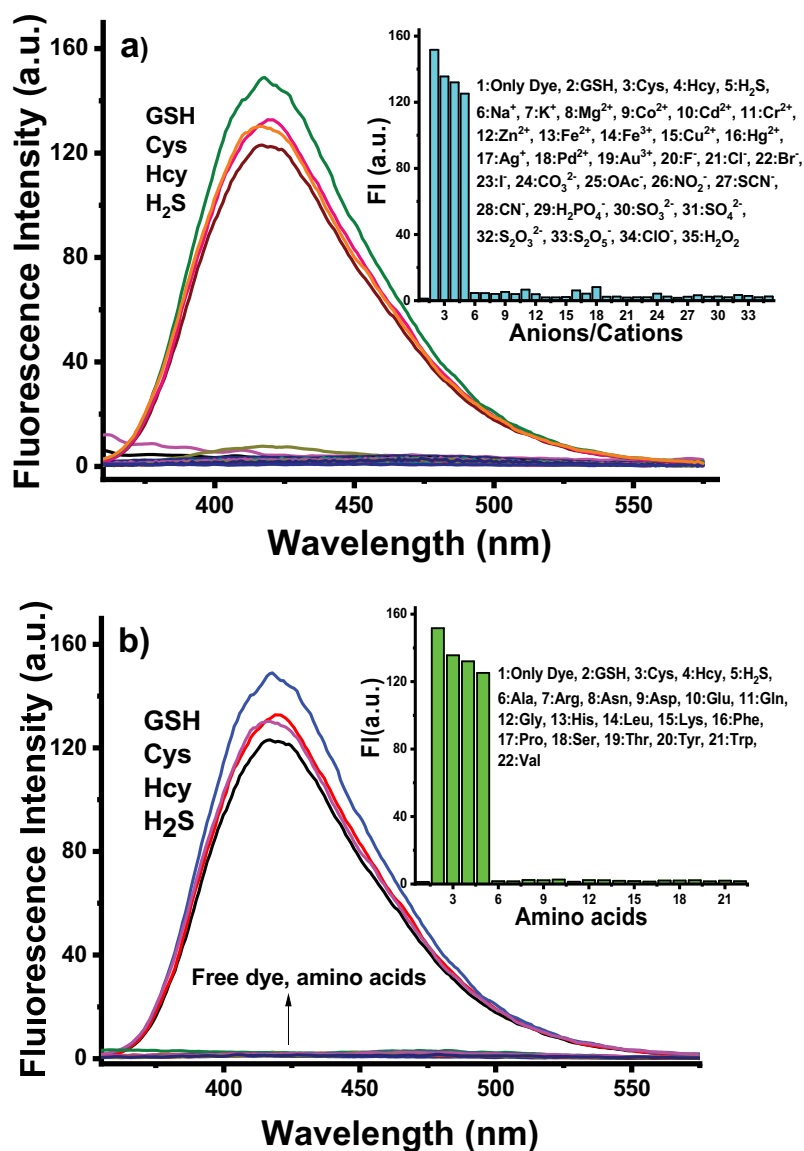 a)
Fluorescence Intensity (a.u.)
160
120
80
40
0
GSH
Cys
Hcy
H₂S
400 450 500 550
Wavelength (nm)
FI (a.u.)
160
120
80
40
0
1:Only Dye, 2:GSH, 3:Cys, 4:Hcy, 5:H₂S,
6:Na⁺, 7:K⁺, 8:Mg²⁺, 9:Co²⁺, 10:Cd²⁺, 11:Cr²⁺,
12:Zn²⁺, 13:Fe²⁺, 14:Fe³⁺, 15:Cu²⁺, 16:Hg²⁺,
17:Ag⁺, 18:Pd²⁺, 19:Au³⁺, 20:F⁻, 21:Cl⁻, 22:Br⁻,
23:I⁻, 24:CO₃²⁻, 25:OAc⁻, 26:NO₂⁻, 27:SCN⁻,
28:CN⁻, 29:H₂PO₄⁻, 30:SO₃²⁻, 31:SO₄²⁻,
32:S₂O₃²⁻, 33:S₂O₅⁻, 34:ClO⁻, 35:H₂O₂
3 6 9 12 15 18 21 24 27 30 33
Anions/Cations
b)
Fluorescence Intensity (a.u.)
160
120
80
40
0
GSH
Cys
Hcy
H2S
Free dye, amino acids
400 450 500 550
Wavelength (nm)
FI(a.u.)
160
120
80
40
0
1:Only Dye, 2:GSH, 3:Cys, 4:Hcy, 5:H₂S,
6:Ala, 7:Arg, 8:Asn, 9:Asp, 10:Glu, 11:Gln,
12:Gly, 13:His, 14:Leu, 15:Lys, 16:Phe,
17:Pro, 18:Ser, 19:Thr, 20:Tyr, 21:Trp,
22:Val
3 6 9 12 15 18 21
Amino acids